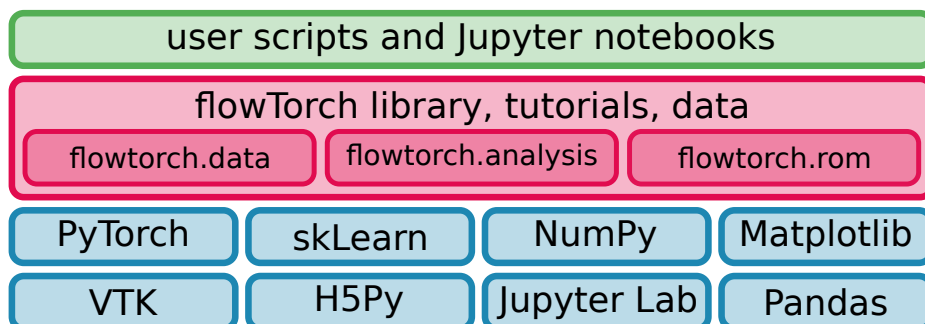 user scripts and Jupyter notebooks
flowTorch library, tutorials, data
flowtorch.data flowtorch.analysis flowtorch.rom
PyTorch skLearn NumPy Matplotlib
VTK H5Py Jupyter Lab Pandas